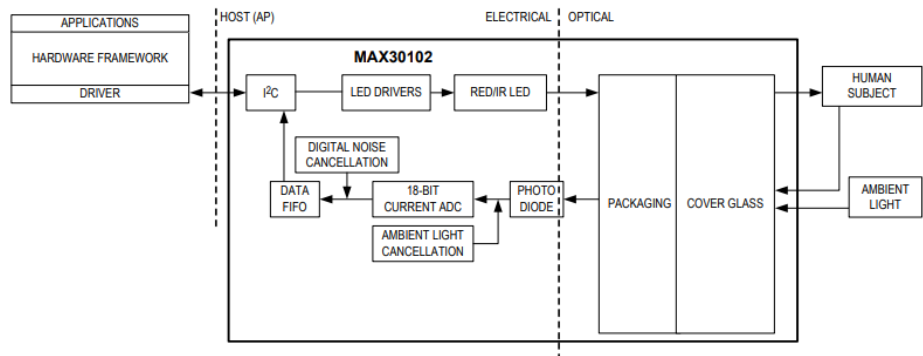 HOST (AP)
ELECTRICAL
OPTICAL
APPLICATIONS
HARDWARE FRAMEWORK
DRIVER
MAX30102
I²C
LED DRIVERS
RED/IR LED
HUMAN
SUBJECT
DIGITAL NOISE
CANCELLATION
DATA
FIFO
18-BIT
CURRENT ADC
PHOTO
DIODE
PACKAGING
COVER GLASS
AMBIENT
LIGHT
AMBIENT LIGHT
CANCELLATION